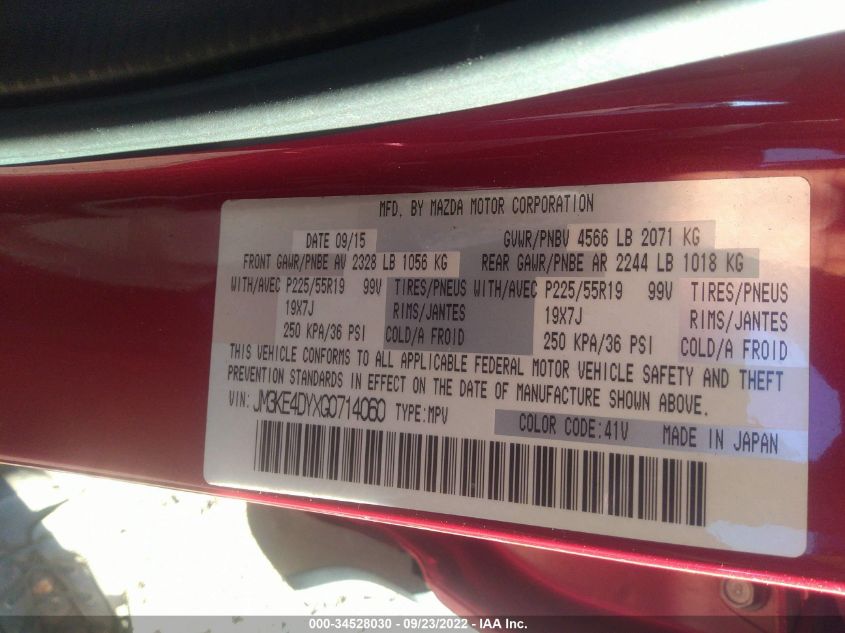 MFD. BY MAZDA MOTOR CORPORATION
DATE 09/15 GVWR/PNBV 4566 LB 2071 KG
FRONT GAWR/PNBE AV 2328 LB 1056 KG REAR GAWR/PNBE AR 2244 LB 1018 KG
WITH/AVEC P225/55R19 99V TIRES/PNEUS WITH/AVEC P225/55R19 99V TIRES/PNEUS
19X7J RIMS/JANTES 19X7J RIMS/JANTES
250 KPA/36 PSI COLD/A FROID 250 KPA/36 PSI COLD/A FROID
THIS VEHICLE CONFORMS TO ALL APPLICABLE FEDERAL MOTOR VEHICLE SAFETY AND THEFT
PREVENTION STANDARDS IN EFFECT ON THE DATE OF MANUFACTURE SHOWN ABOVE.
VIN: JM3KE4DYXG0714060 TYPE:MPV COLOR CODE:41V MADE IN JAPAN
000-34528030 - 09/23/2022 - IAA Inc.